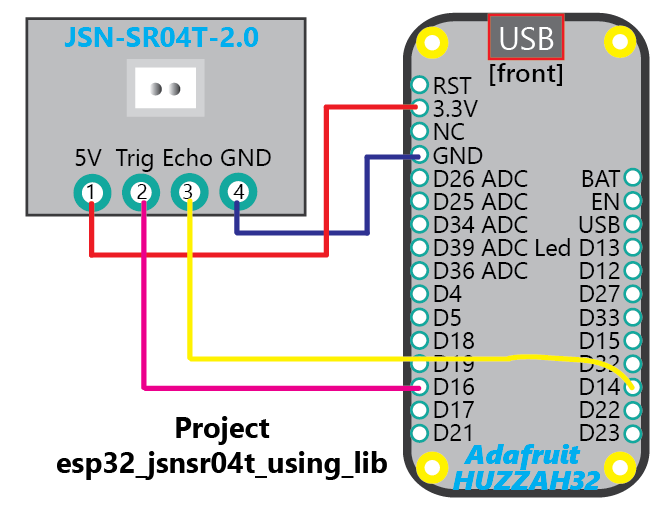 JSN-SR04T-2.0
5V Trig Echo GND
1 2 3 4
USB
[front]
RST
3.3V
NC
GND
D26 ADC
D25 ADC
D34 ADC
D39 ADC Led
D36 ADC
D4
D5
D18
D19
D16
D17
D21
BAT
EN
USB
D13
D12
D27
D33
D15
D32
D14
D22
D23
Adafruit
HUZZAH32
Project
esp32_jsnsr04t_using_lib